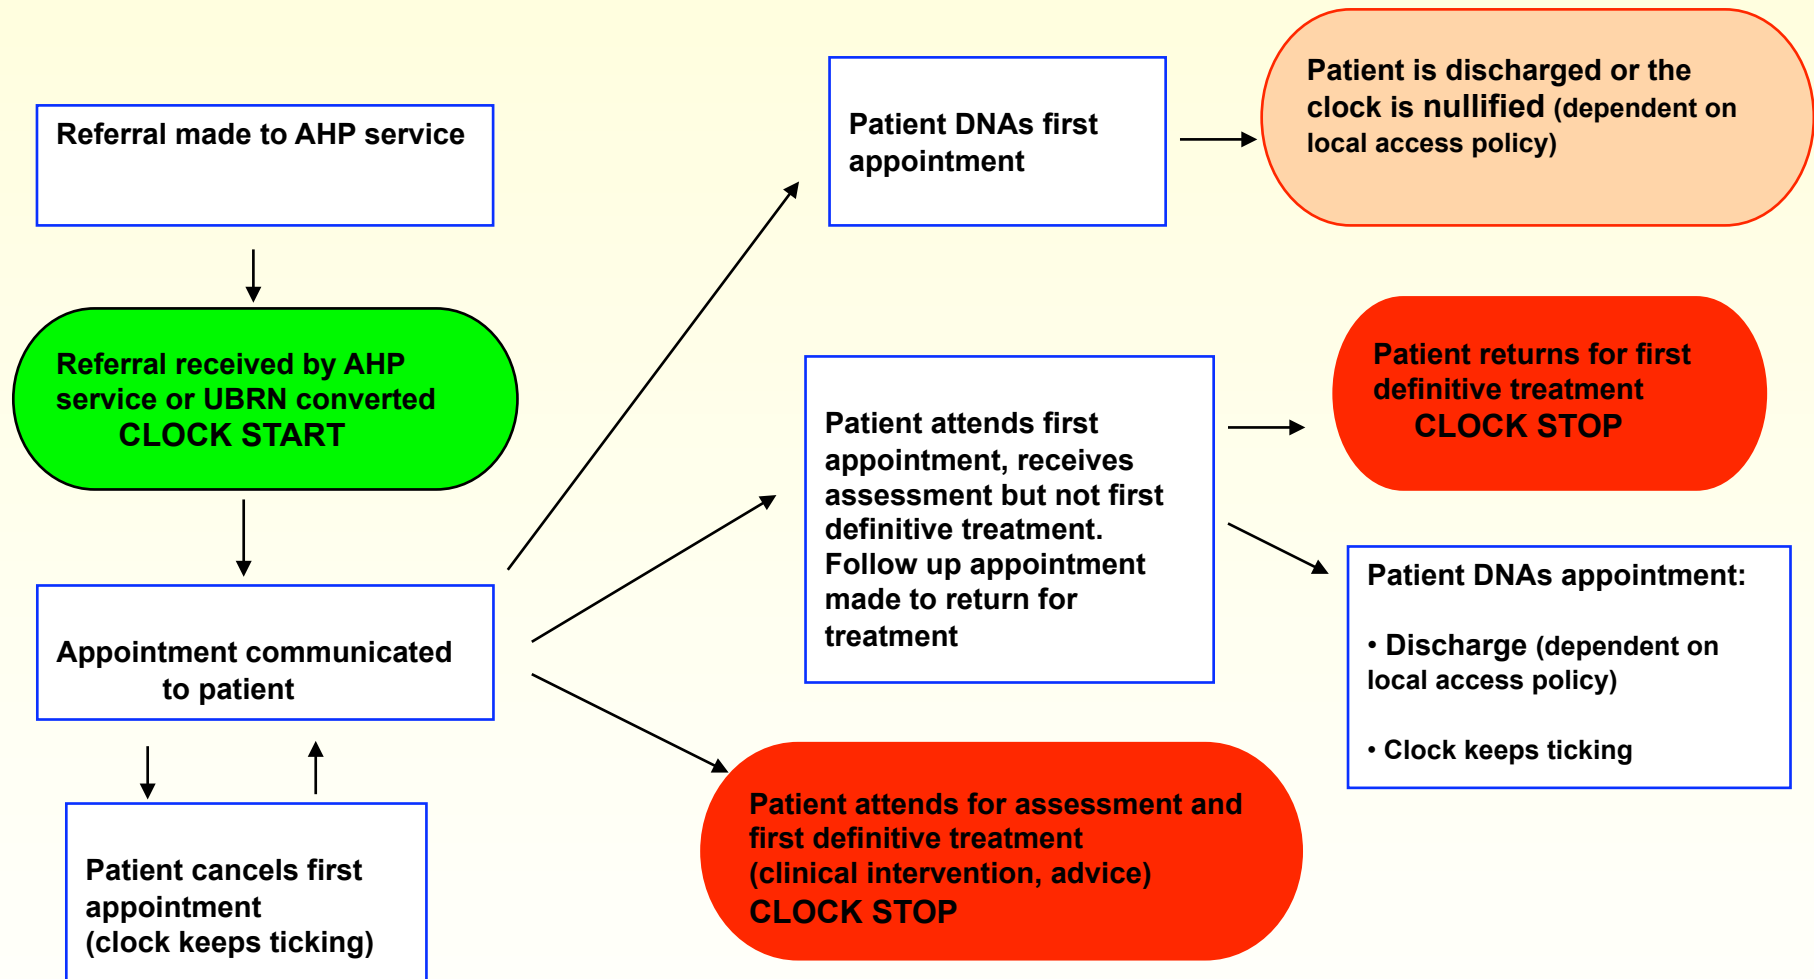 Referral made to AHP service
Referral received by AHP
service or UBRN converted
CLOCK START
Appointment communicated
to patient
Patient cancels first
appointment
(clock keeps ticking)
Patient DNAs first
appointment
Patient is discharged or the
clock is nullified (dependent on
local access policy)
Patient attends first
appointment, receives
assessment but not first
definitive treatment.
Follow up appointment
made to return for
treatment
Patient returns for first
definitive treatment
CLOCK STOP
Patient DNAs appointment:
• Discharge (dependent on
local access policy)
• Clock keeps ticking
Patient attends for assessment and
first definitive treatment
(clinical intervention, advice)
CLOCK STOP